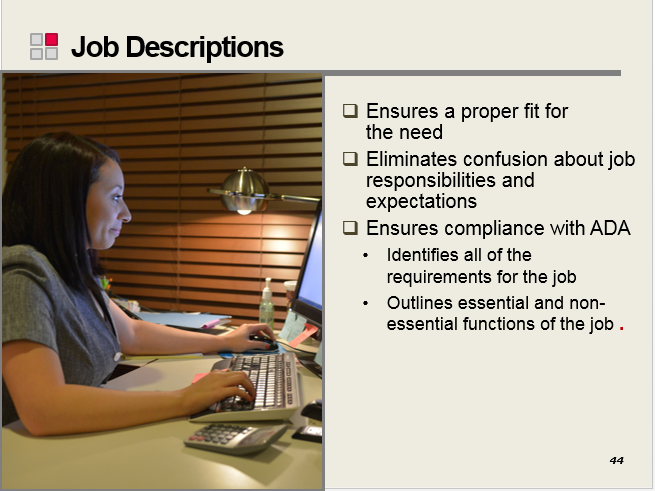 Job Descriptions
Ensures a proper fit for
the need
Eliminates confusion about job
responsibilities and
expectations
Ensures compliance with ADA
• Identifies all of the
requirements for the job
• Outlines essential and non-
essential functions of the job .
44